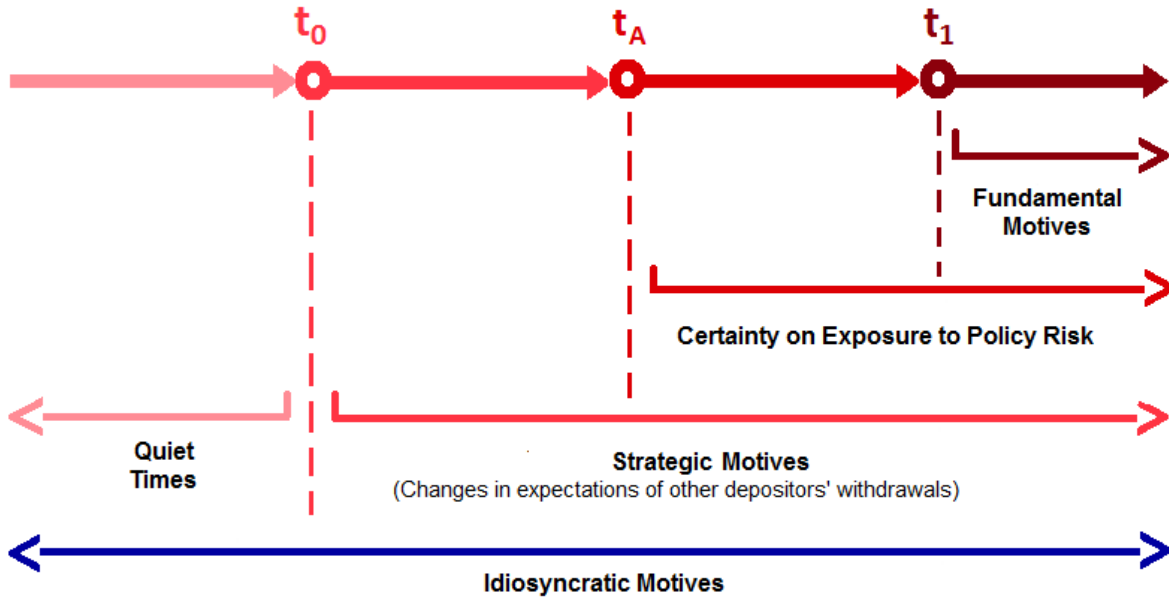 t0
tA
t1
Fundamental
Motives
Certainty on Exposure to Policy Risk
Quiet
Times
Strategic Motives
(Changes in expectations of other depositors' withdrawals)
Idiosyncratic Motives